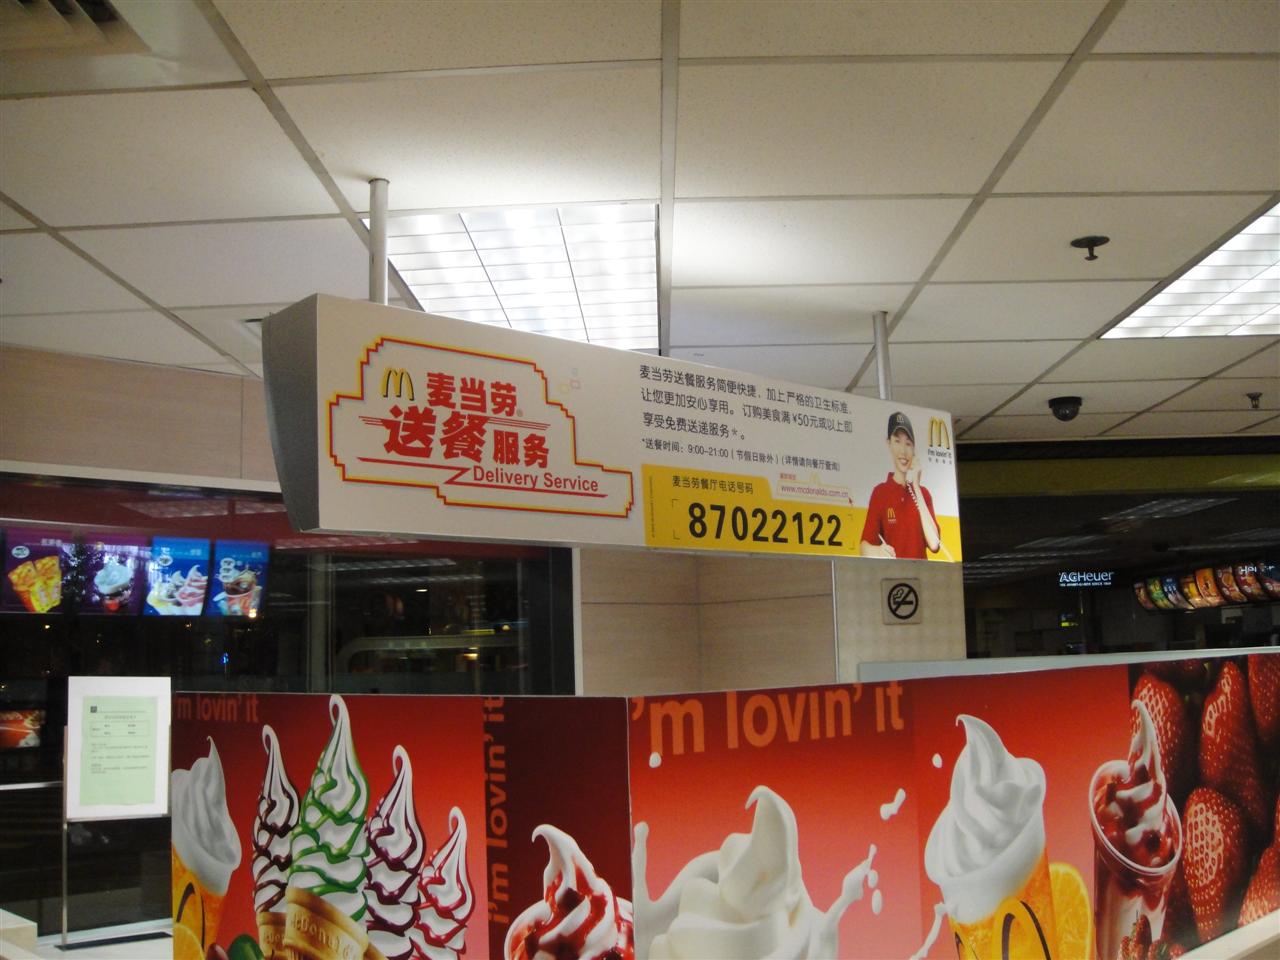 麦当劳®
送餐服务
Delivery Service
麦当劳送餐服务简便快捷，加上严格的卫生标准，
让您更加安心享用。订购美食满¥50元或以上即
享受免费送递服务*。
*送餐时间：9:00-21:00（节假日除外）(详情请向餐厅查询)
麦当劳餐厅电话号码
www.mcdonalds.com.cn
87022122
i'm lovin' it
AGHeuer
'm lovin' it
i'm lovin' it
'm lovin' it